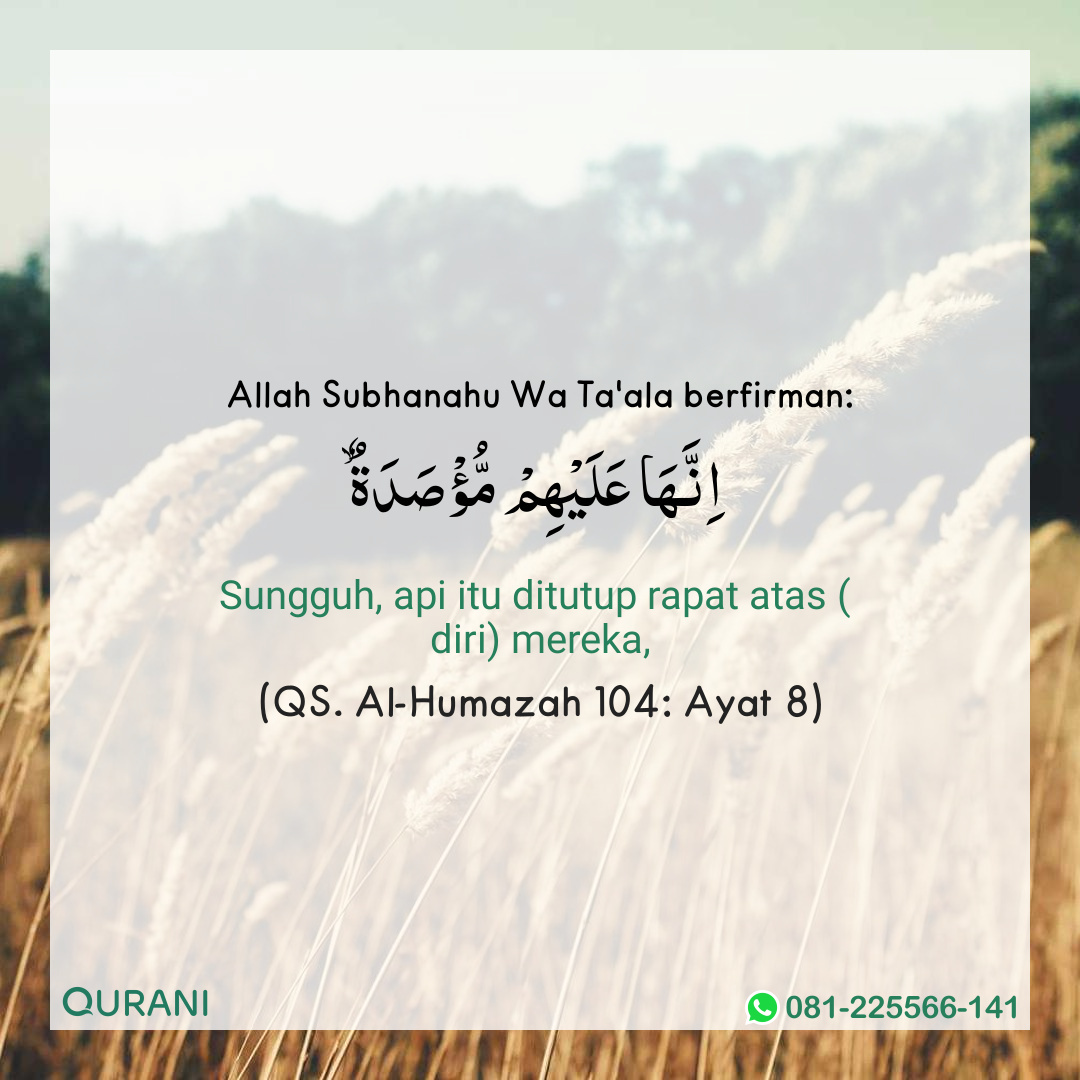 Allah Subhanahu Wa Ta'ala berfirman:
اِنَّهَا عَلَيْهِمْ مُّؤْصَدَةٌ ۙ
Sungguh, api itu ditutup rapat atas (
diri) mereka,
(QS. Al-Humazah 104: Ayat 8)
QURANI
081-225566-141